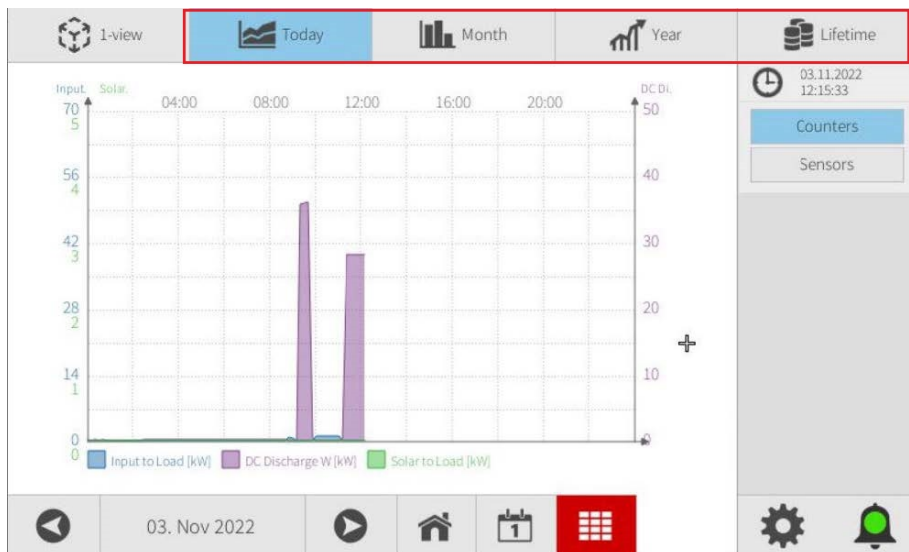 1-view
Today
Month
Year
Lifetime
03.11.2022
12:15:33
Counters
Sensors
Input. Solar. DC Di.
04:00 08:00 12:00 16:00 20:00
70 50
5
56 40
4
42 30
3
28 20
2
14 10
1
0 0
0
Input to Load [kW] DC Discharge W [kW] Solar to Load [kW]
03. Nov 2022
1